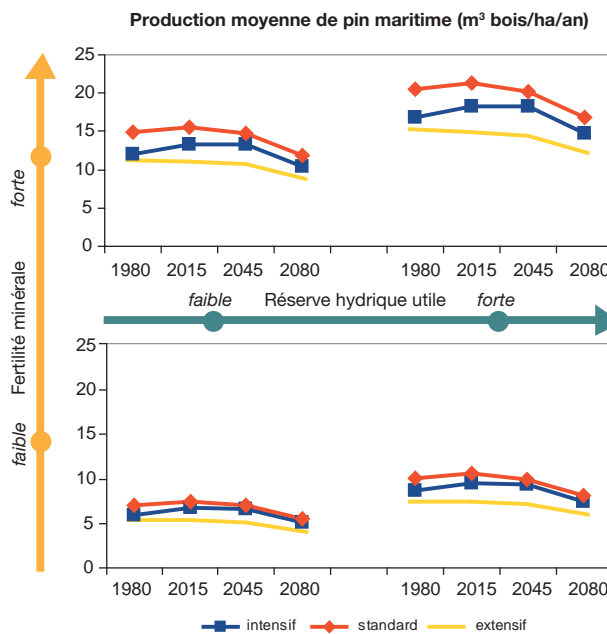 Production moyenne de pin maritime (m³ bois/ha/an)
25
20
15
10
5
0
1980 2015 2045 2080 1980 2015 2045 2080
faible Réserve hydrique utile forte
forte
Fertilité minérale
faible
25
20
15
10
5
0
1980 2015 2045 2080 1980 2015 2045 2080
intensif standard extensif